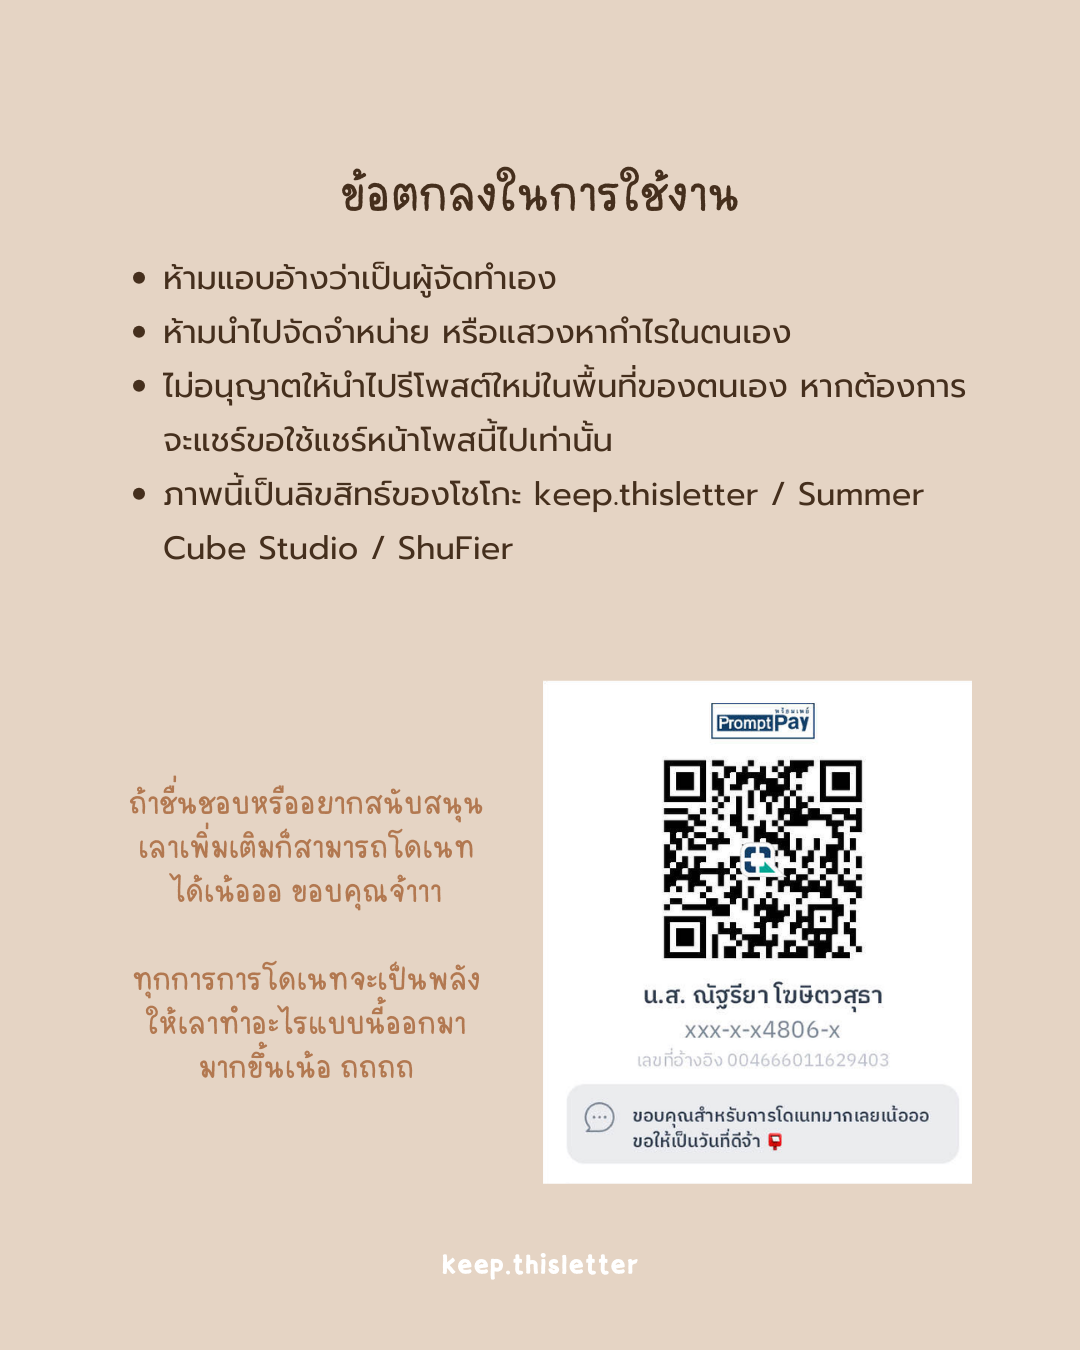 ข้อตกลงในการใช้งาน
• ห้ามแอบอ้างว่าเป็นผู้จัดทำเอง
• ห้ามนำไปจัดจำหน่าย หรือแสวงหากำไรในตนเอง
• ไม่อนุญาตให้นำไปรีโพสต์ใหม่ในพื้นที่ของตนเอง หากต้องการ
จะแชร์ขอใช้แชร์หน้าโพสนี้ไปเท่านั้น
• ภาพนี้เป็นลิขสิทธ์ของโชโกะ keep.thisletter / Summer
Cube Studio / ShuFier
ถ้าชื่นชอบหรืออยากสนับสนุน
เลาเพิ่มเติมก็สามารถโดเนท
ได้เน้อออ ขอบคุณจ้าาา
ทุกการการโดเนทจะเป็นพลัง
ให้เลาทำอะไรแบบนี้ออกมา
มากขึ้นเน้อ ถถถถ
พร้อมเพย์
PromptPay
น.ส. ณัฐรียา โฆษิตวสุธา
xxx-x-x4806-x
เลขที่อ้างอิง 004666011629403
ขอบคุณสำหรับการโดเนทมากเลยเน้อออ
ขอให้เป็นวันที่ดีจ้า 📮
keep.thisletter